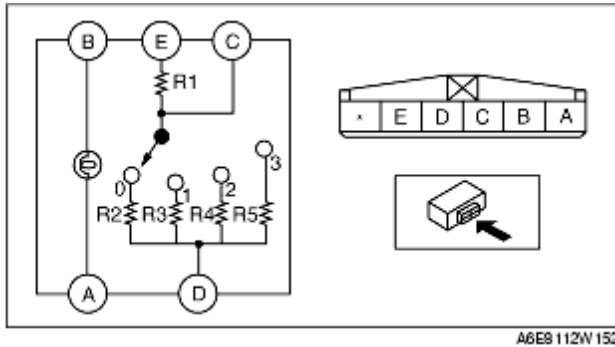 B E C
R1
0 1 2 3
R2 R3 R4 R5
A D
x E D C B A
A6E8112W152